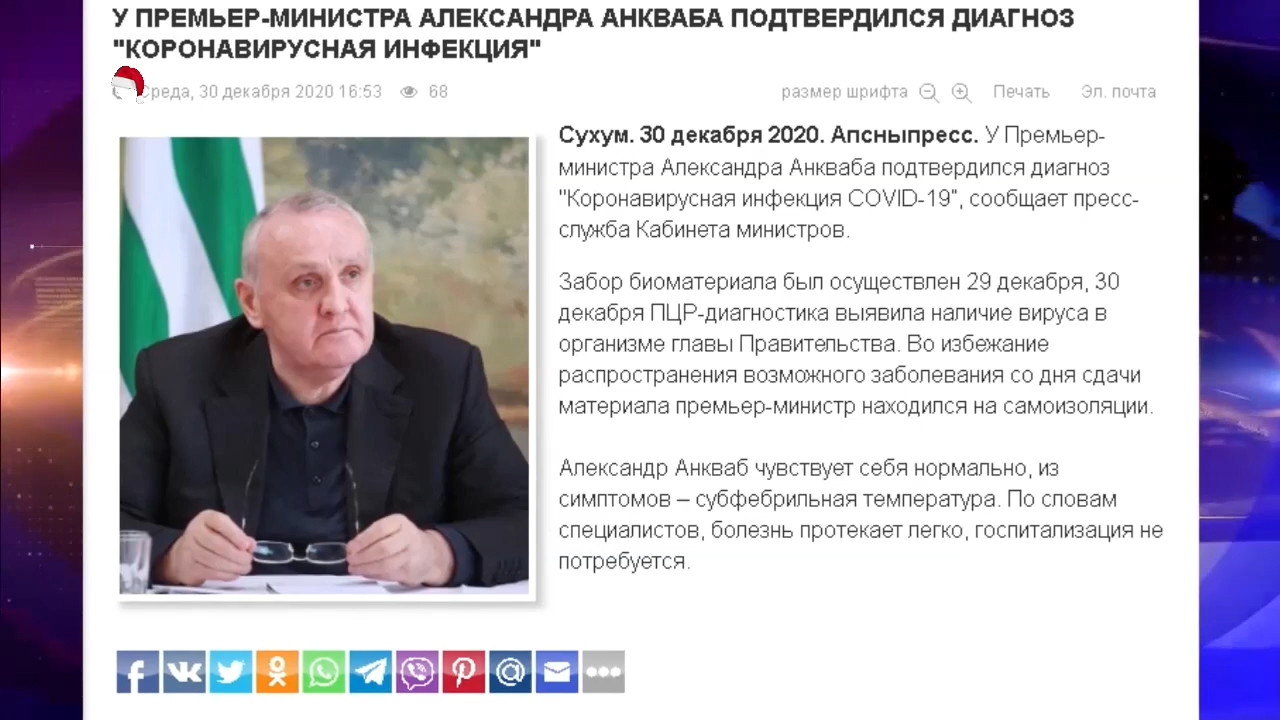 У ПРЕМЬЕР-МИНИСТРА АЛЕКСАНДРА АНКВАБА ПОДТВЕРДИЛСЯ ДИАГНОЗ
"КОРОНАВИРУСНАЯ ИНФЕКЦИЯ"
Среда, 30 декабря 2020 16:53 68 размер шрифта Печать Эл. почта
Сухум. 30 декабря 2020. Апсныпресс. У Премьер-
министра Александра Анкваба подтвердился диагноз
"Коронавирусная инфекция COVID-19", сообщает пресс-
служба Кабинета министров.
Забор биоматериала был осуществлен 29 декабря, 30
декабря ПЦР-диагностика выявила наличие вируса в
организме главы Правительства. Во избежание
распространения возможного заболевания со дня сдачи
материала премьер-министр находился на самоизоляции.
Александр Анкваб чувствует себя нормально, из
симптомов – субфебрильная температура. По словам
специалистов, болезнь протекает легко, госпитализация не
потребуется.